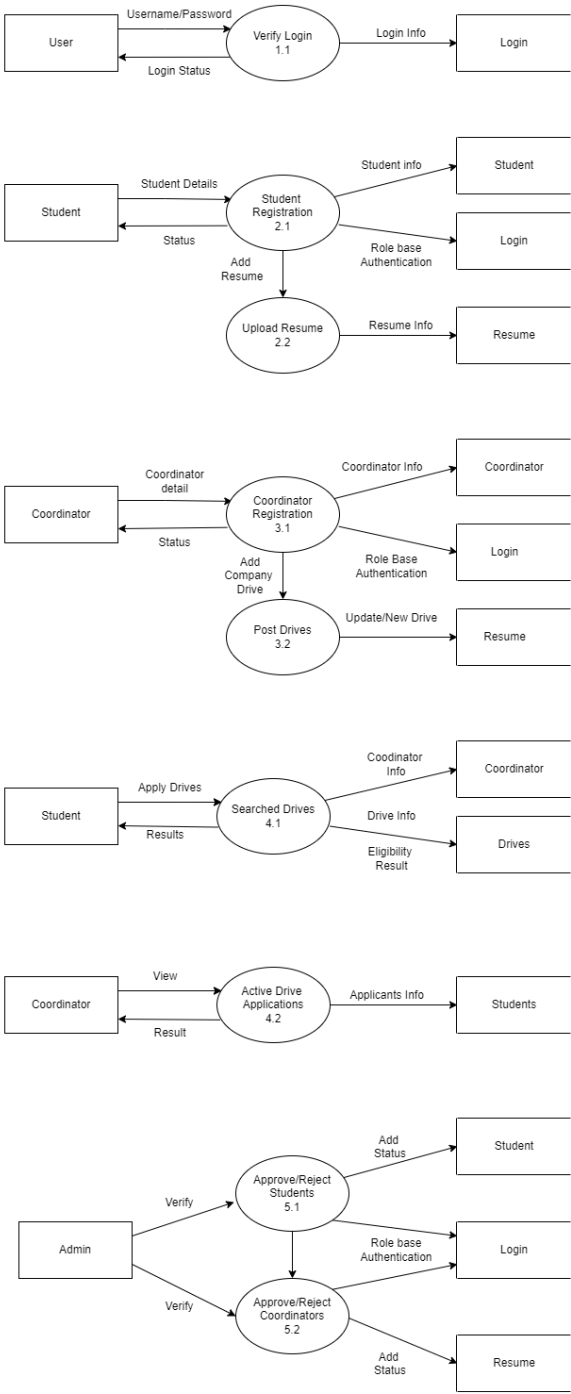 Username/Password
User
Verify Login
1.1
Login Info
Login
Login Status
Student info
Student
Student Details
Student
Student
Registration
2.1
Status
Role base
Authentication
Login
Add
Resume
Upload Resume
2.2
Resume Info
Resume
Coordinator
detail
Coordinator Info
Coordinator
Coordinator
Coordinator
Registration
3.1
Status
Role Base
Authentication
Login
Add
Company
Drive
Post Drives
3.2
Update/New Drive
Resume
Coodinator
Info
Coordinator
Apply Drives
Student
Searched Drives
4.1
Results
Drive Info
Eligibility
Result
Drives
View
Coordinator
Active Drive
Applications
4.2
Result
Applicants Info
Students
Add
Status
Student
Approve/Reject
Students
5.1
Verify
Admin
Role base
Authentication
Login
Verify
Approve/Reject
Coordinators
5.2
Add
Status
Resume